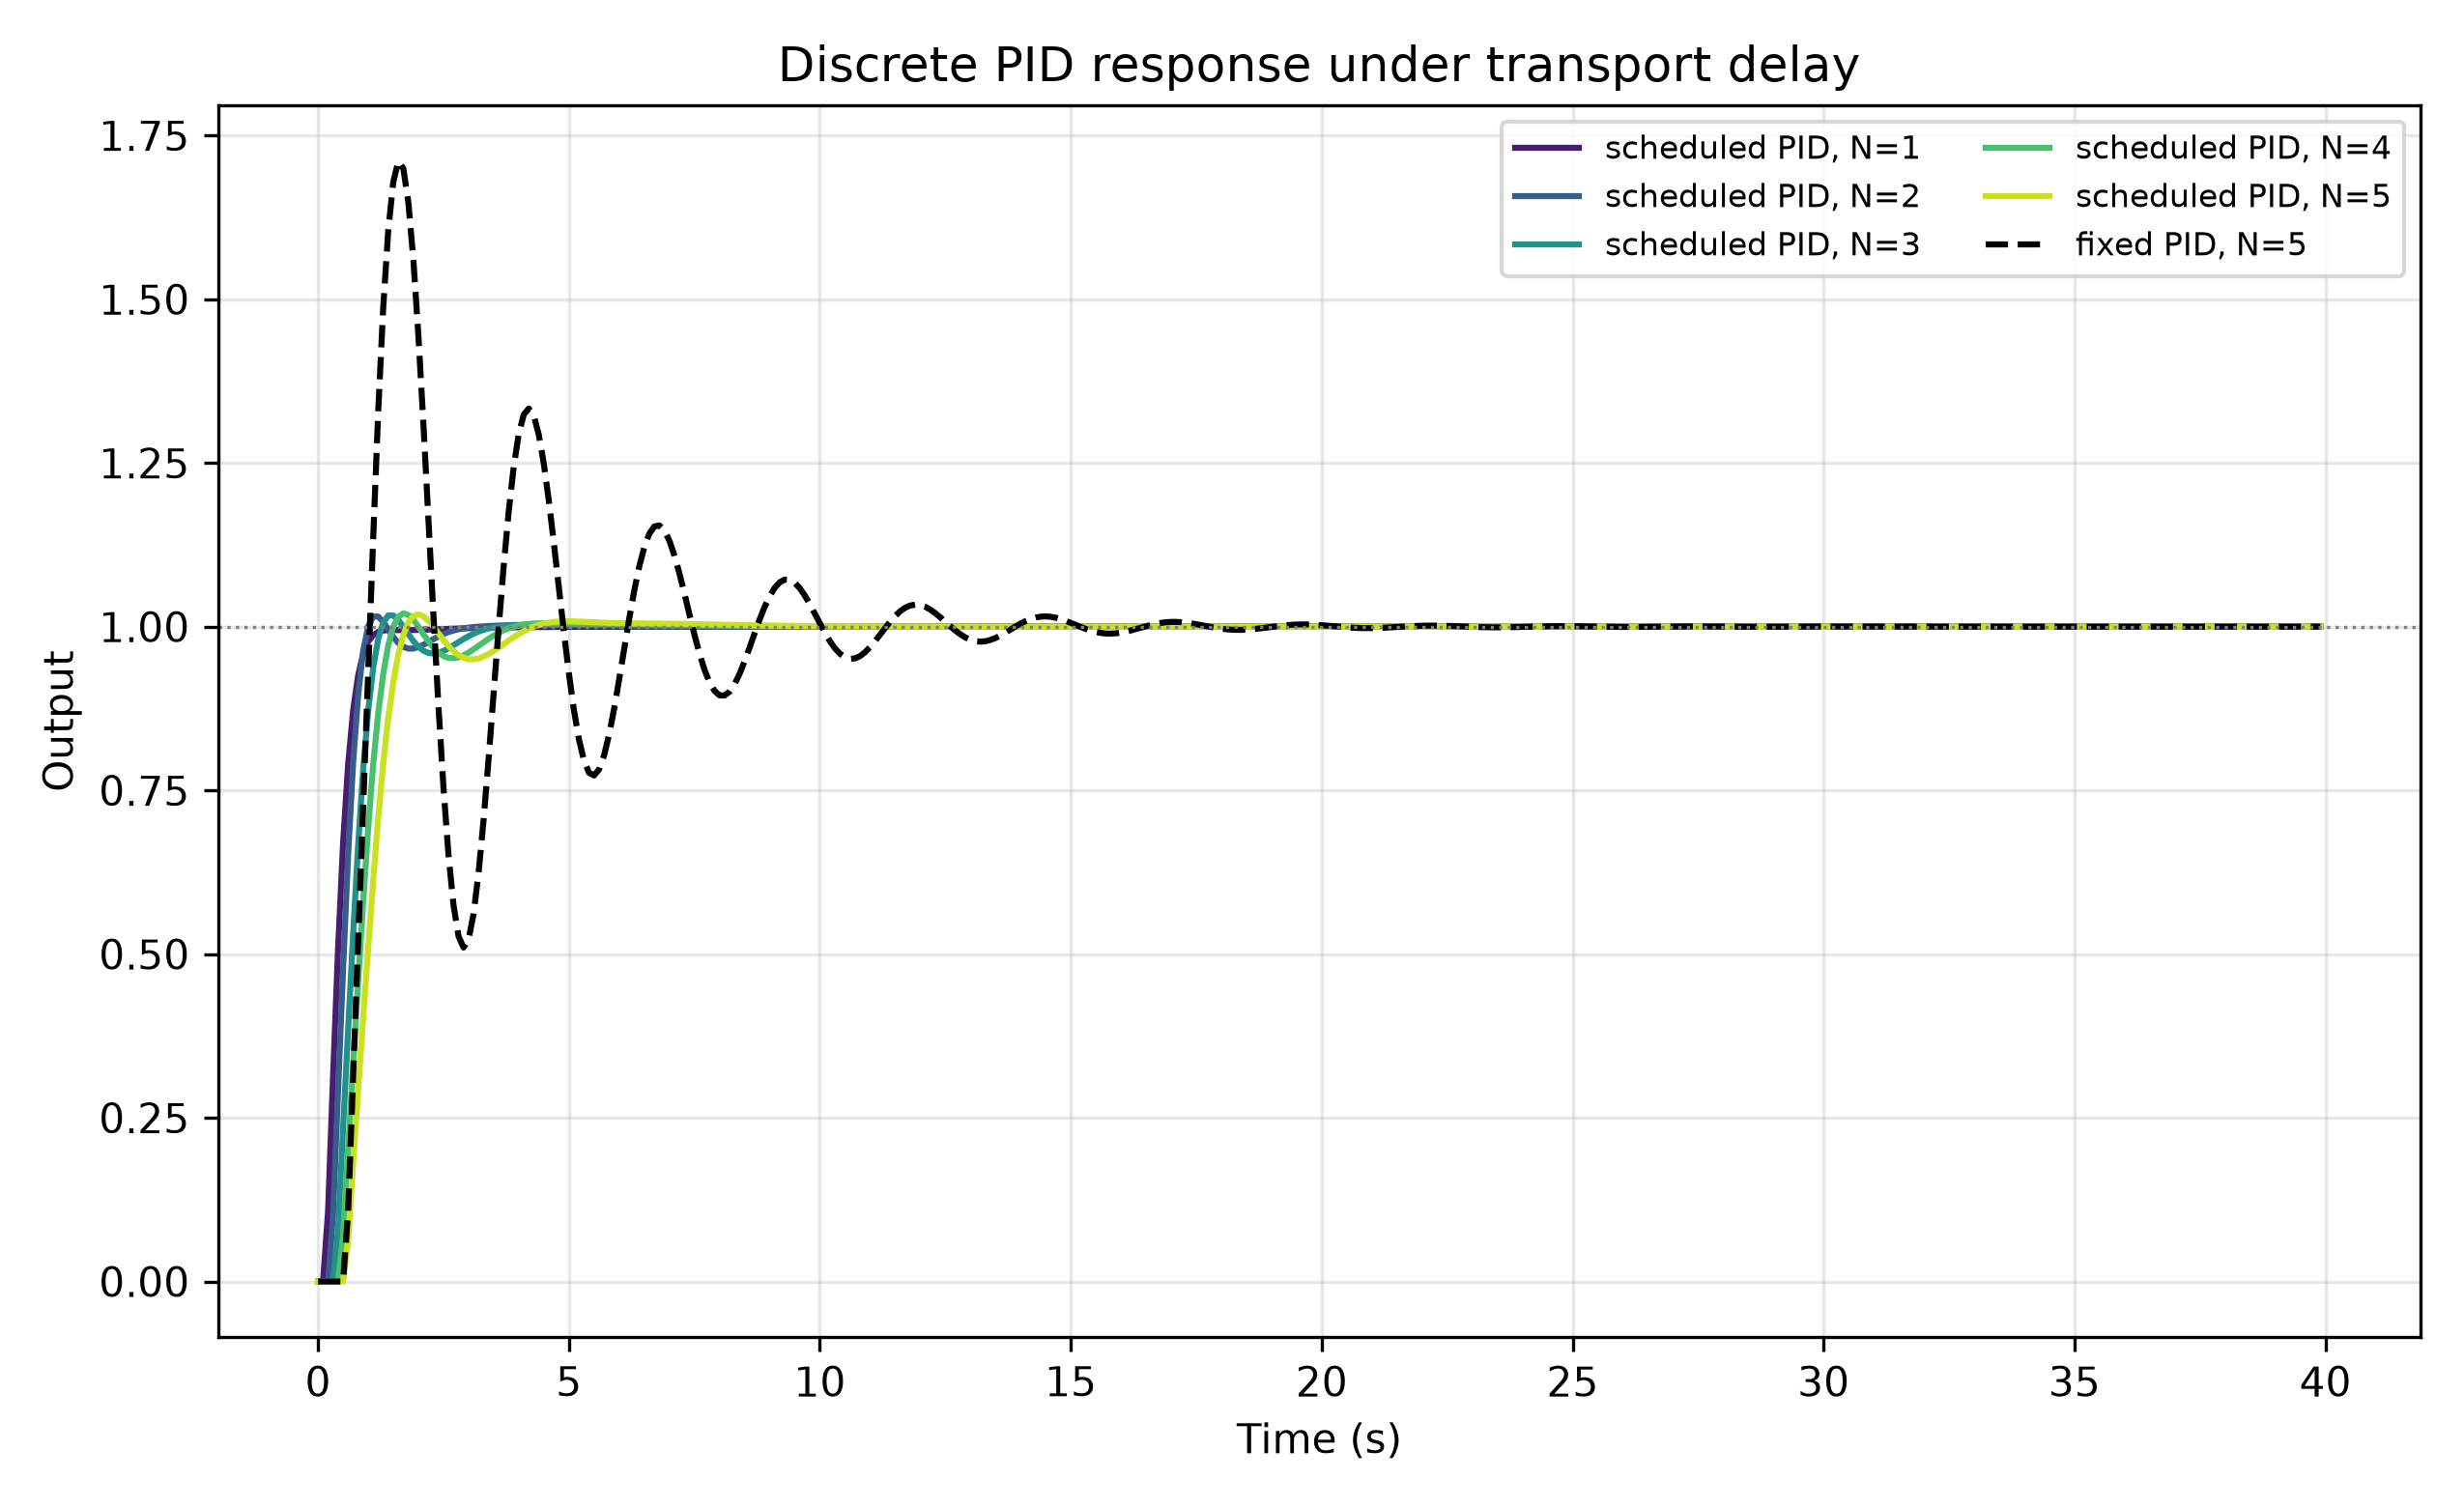 Discrete PID response under transport delay
scheduled PID, N=1
scheduled PID, N=2
scheduled PID, N=3
scheduled PID, N=4
scheduled PID, N=5
fixed PID, N=5
Output
1.75
1.50
1.25
1.00
0.75
0.50
0.25
0.00
0 5 10 15 20 25 30 35 40
Time (s)